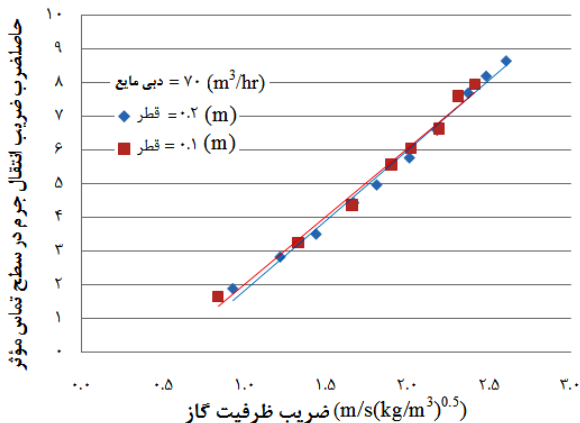 حاصلضرب ضریب انتقال جرم در سطح تماس مؤثر
۱۰
۹
۸
۷
۶
۵
۴
۳
۲
۱
۰
دبی مایع = ۷۰ (m³/hr)
قطر = ۰.۲ (m)
قطر = ۰.۱ (m)
۰.۰ ۰.۵ ۱.۰ ۱.۵ ۲.۰ ۲.۵ ۳.۰
ضریب ظرفیت گاز (m/s(kg/m³)^0.5)